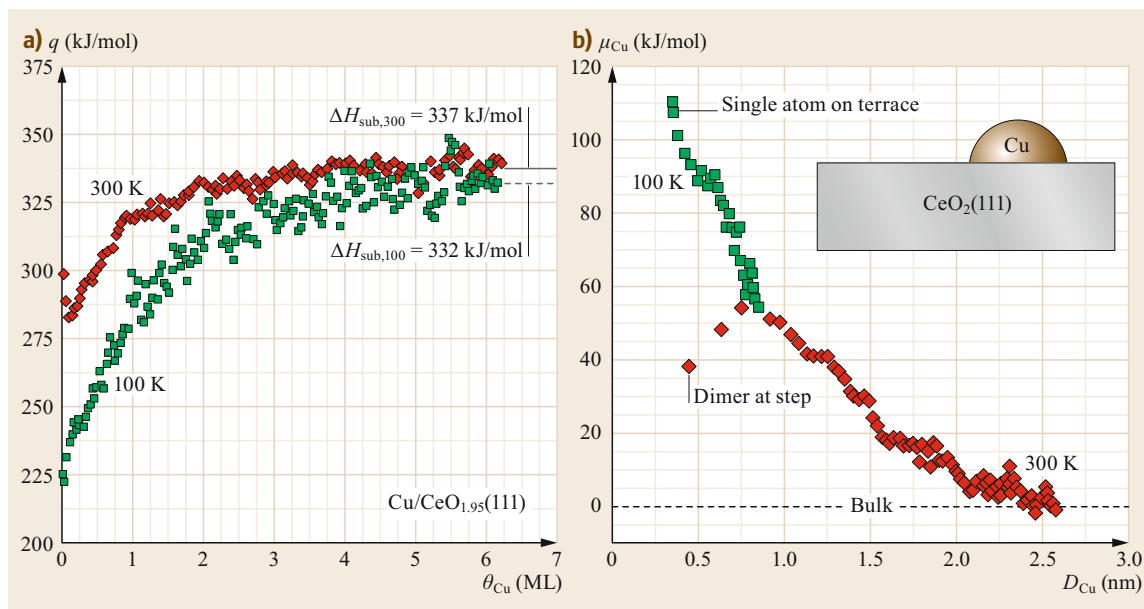 a) q (kJ/mol)
375
350
325
300
275
250
225
200
0 1 2 3 4 5 6 7
θCu (ML)
ΔHsub,300 = 337 kJ/mol
300 K
ΔHsub,100 = 332 kJ/mol
100 K
Cu/CeO1.95(111)
b) μCu (kJ/mol)
120
100
80
60
40
20
0
0 0.5 1.0 1.5 2.0 2.5 3.0
DCu (nm)
Single atom on terrace
Cu
100 K
CeO2(111)
Dimer at step
300 K
Bulk